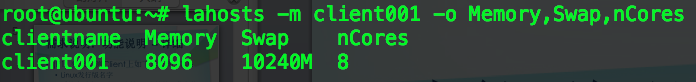 root@ubuntu:~# lahosts -m client001 -o Memory,Swap,nCores
clientname  Memory  Swap    nCores
client001   8096    10240M  8